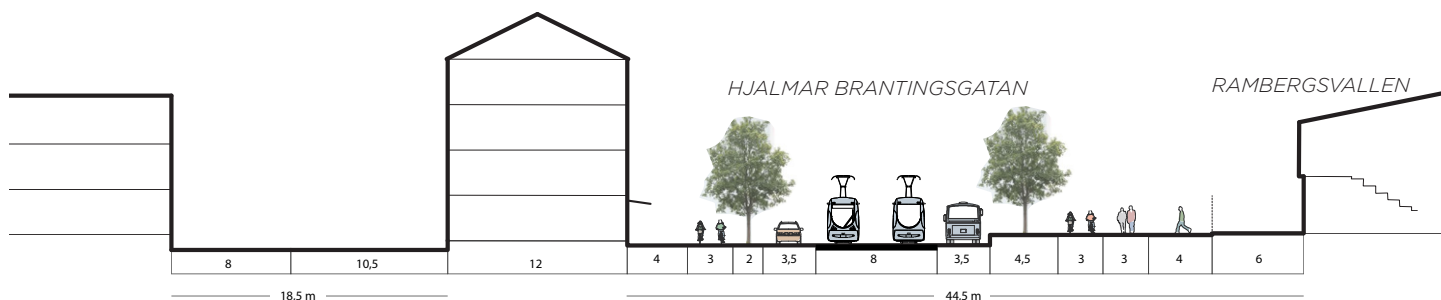 HJALMAR BRANTINGSGATAN
RAMBERGSVALLEN
8 10,5 12 4 3 2 3,5 8 3,5 4,5 3 3 4 6
18,5 m 44,5 m